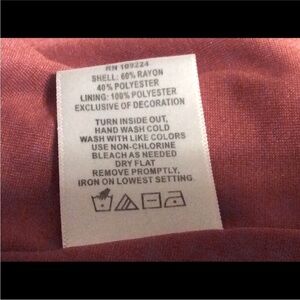 RN 109224
SHELL: 60% RAYON
40% POLYESTER
LINING: 100% POLYESTER
EXCLUSIVE OF DECORATION
TURN INSIDE OUT,
HAND WASH COLD
WASH WITH LIKE COLORS
USE NON-CHLORINE
BLEACH AS NEEDED
DRY FLAT
REMOVE PROMPTLY,
IRON ON LOWEST SETTING.